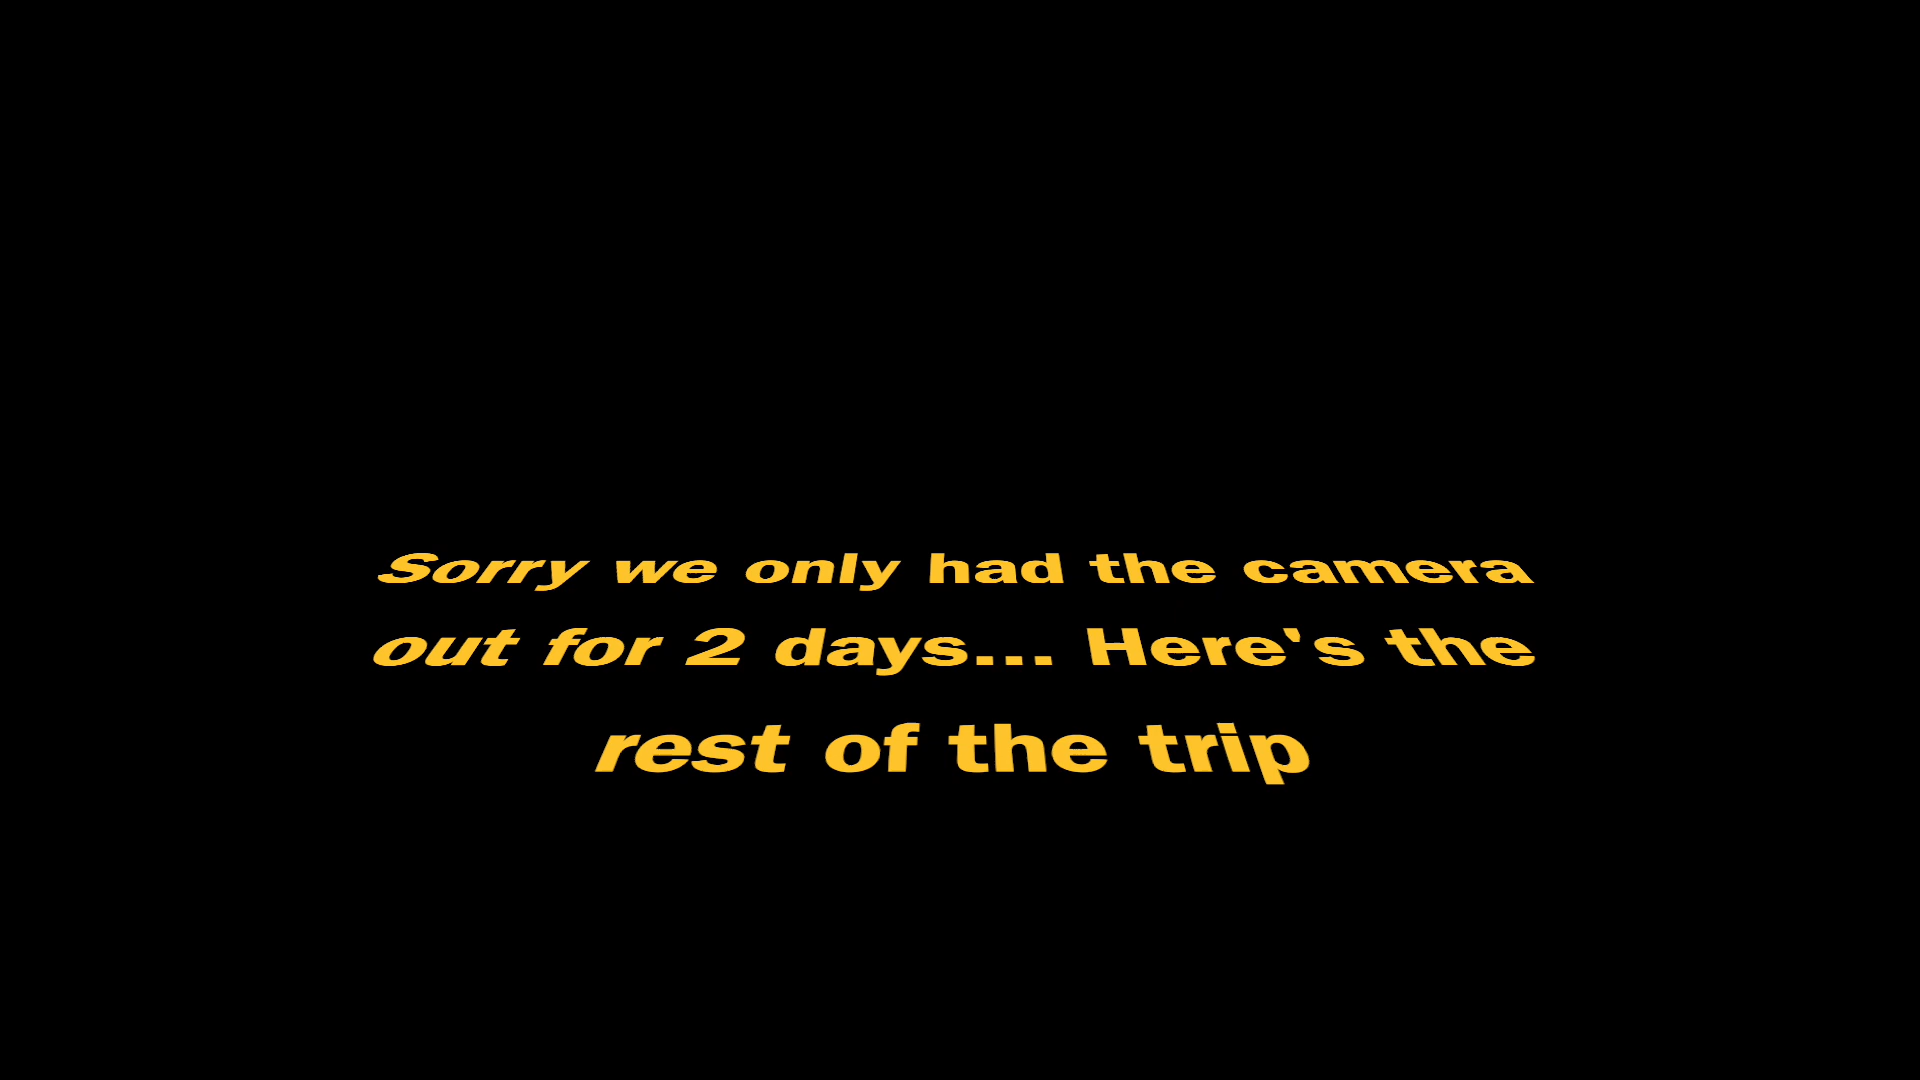 Sorry we only had the camera
out for 2 days... Here's the
rest of the trip